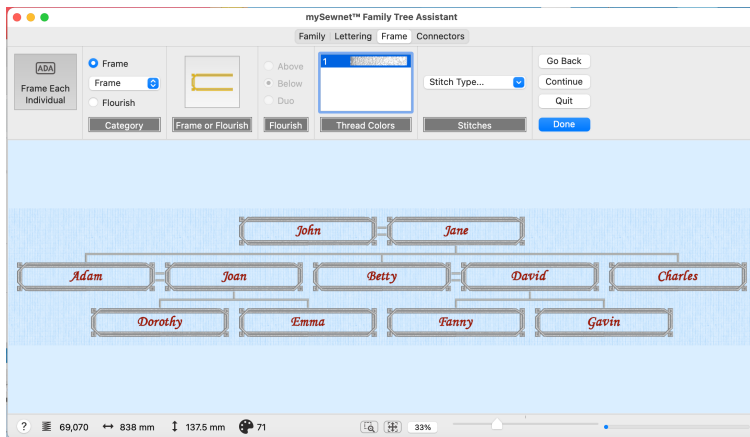 mySewnet™ Family Tree Assistant
Family Lettering Frame Connectors
ADA
Frame Each
Individual
Frame
Frame
Flourish
Category
Frame or Flourish
Above
Below
Duo
Flourish
1
Thread Colors
Stitch Type...
Stitches
Go Back
Continue
Quit
Done
John Jane
Adam Joan Betty David Charles
Dorothy Emma Fanny Gavin
? 69,070 838 mm 137.5 mm 71 33%